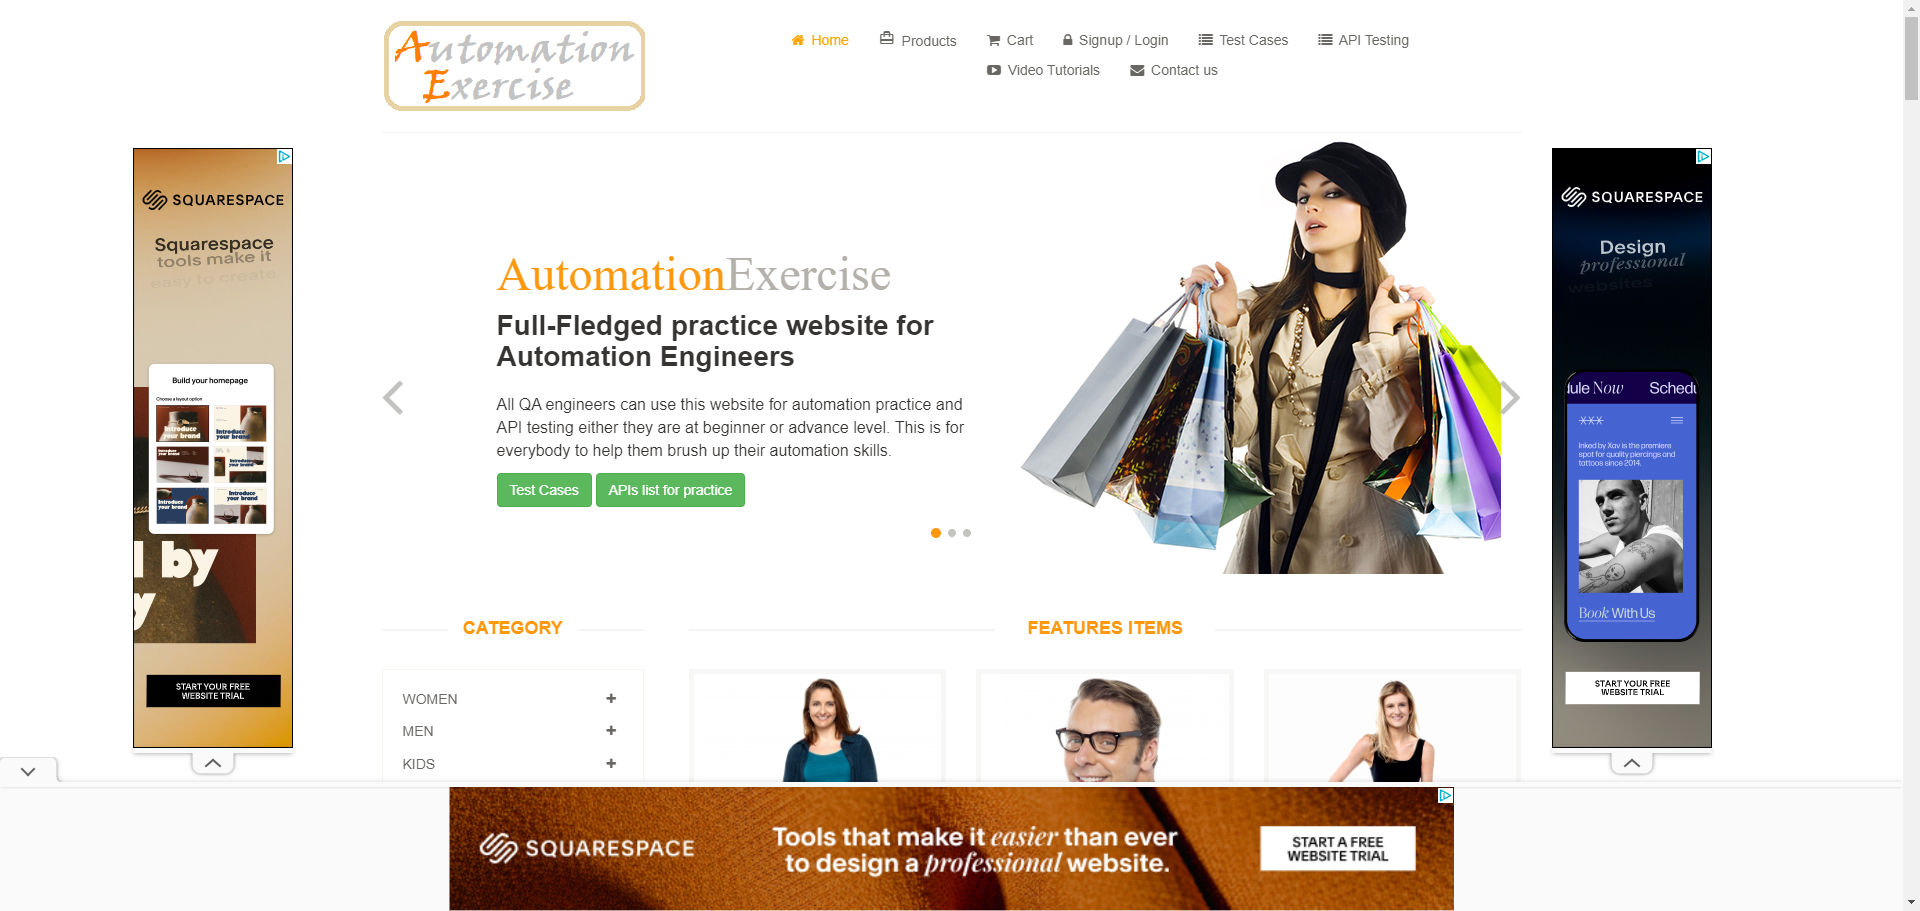 Automation
Exercise
Home
Products
Cart
Signup / Login
Test Cases
API Testing
Video Tutorials
Contact us
SQUARESPACE
Squarespace
tools make it
easy to create
Build your homepage
Choose a layout option
Introduce
your brand
Introduce
your brand
Introduce
your brand
Introduce
your brand
l by
y
START YOUR FREE
WEBSITE TRIAL
AutomationExercise
Full-Fledged practice website for
Automation Engineers
All QA engineers can use this website for automation practice and
API testing either they are at beginner or advance level. This is for
everybody to help them brush up their automation skills.
Test Cases
APIs list for practice
SQUARESPACE
Design
professional
websites
dule Now Schedu
Inked by Xav is the premiere
spot for quality piercings and
tattoos since 2014.
Book With Us
START YOUR FREE
WEBSITE TRIAL
CATEGORY
WOMEN
MEN
KIDS
FEATURES ITEMS
SQUARESPACE
Tools that make it easier than ever
to design a professional website.
START A FREE
WEBSITE TRIAL